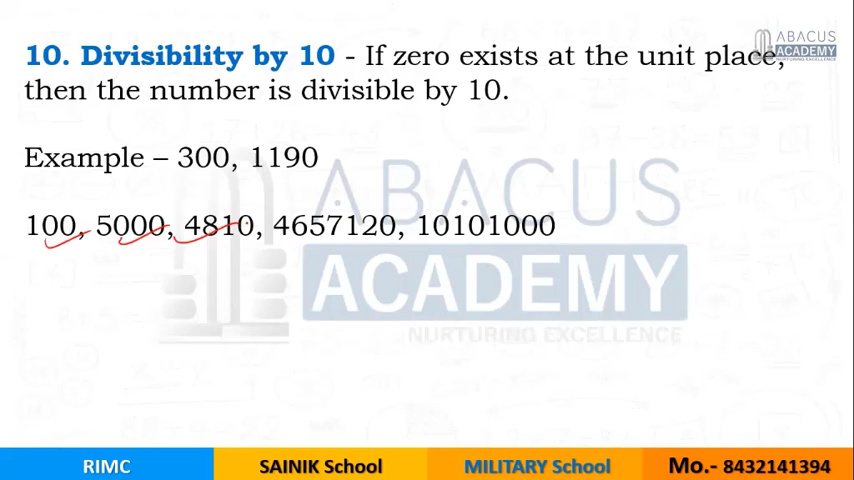 ABACUS
ACADEMY
NURTURING EXCELLENCE
10. Divisibility by 10 - If zero exists at the unit place,
then the number is divisible by 10.
Example – 300, 1190
100, 5000, 4810, 4657120, 10101000
ABACUS
ACADEMY
NURTURING EXCELLENCE
RIMC
SAINIK School
MILITARY School
Mo.- 8432141394